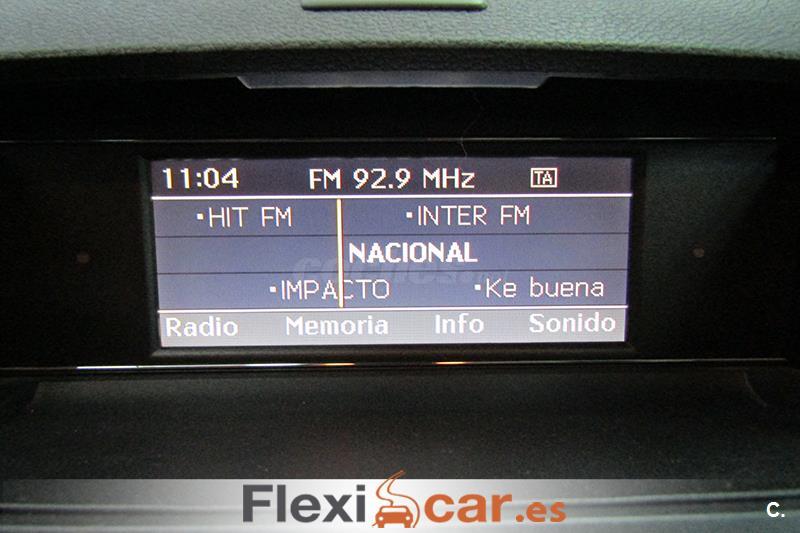 11:04 FM 92.9 MHz TA
•HIT FM •INTER FM
NACIONAL
•IMPACTO •Ke buena
Radio Memoria Info Sonido
Flexicar.es
C.